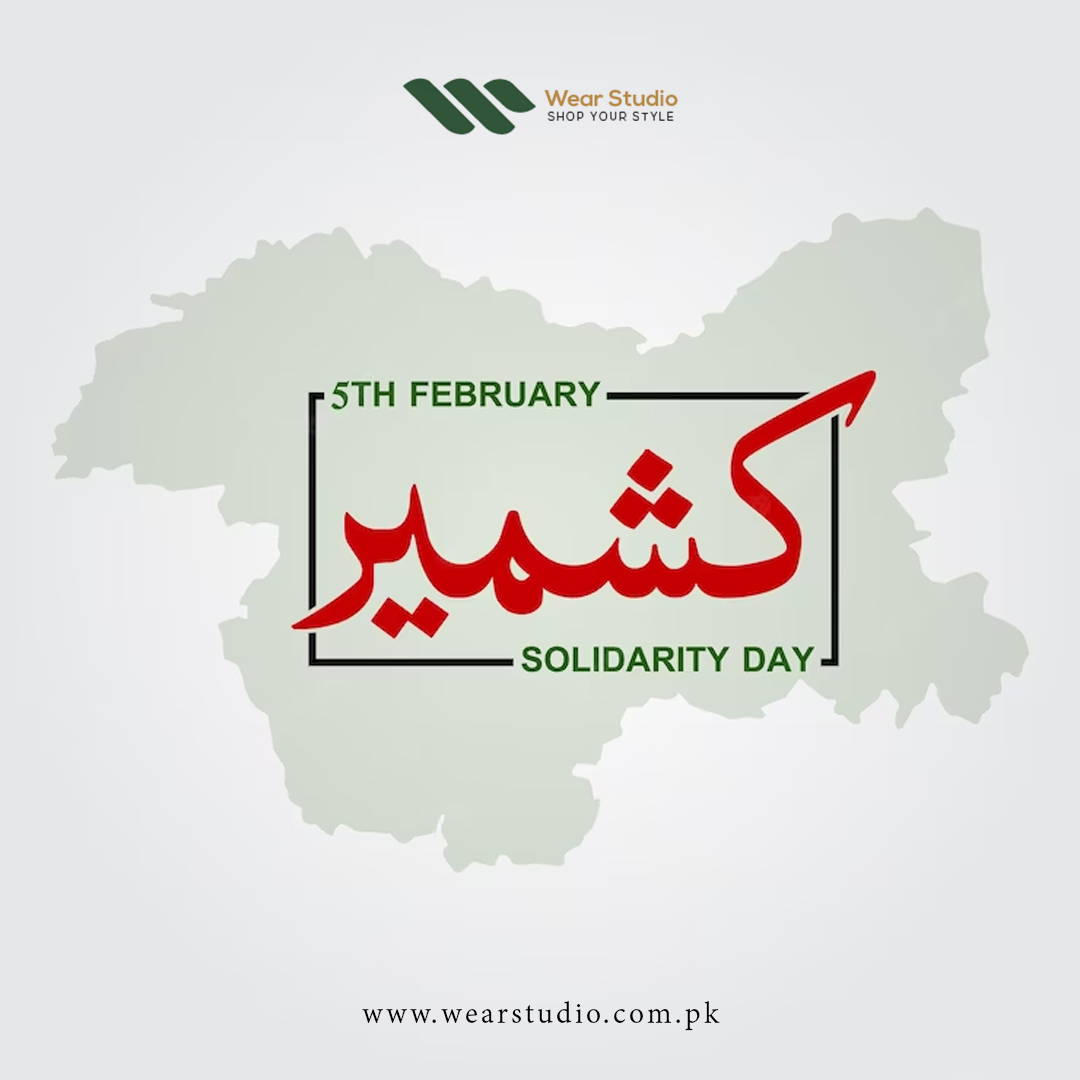 Wear Studio
SHOP YOUR STYLE
5TH FEBRUARY
کشمیر
SOLIDARITY DAY
www.wearstudio.com.pk